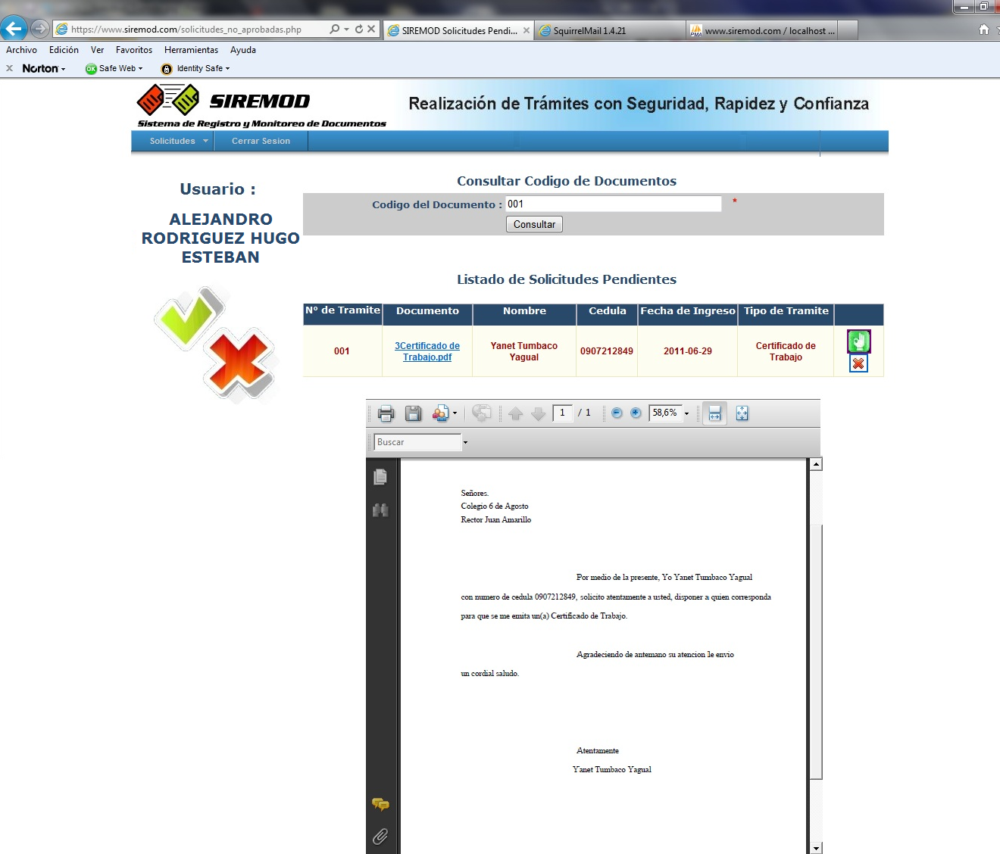 https://www.siremod.com/solicitudes_no_aprobadas.php
SIREMOD Solicitudes Pendi...
SquirrelMail 1.4.21
www.siremod.com / localhost ...
Archivo Edición Ver Favoritos Herramientas Ayuda
Norton Safe Web Identity Safe
SIREMOD
Sistema de Registro y Monitoreo de Documentos
Realización de Trámites con Seguridad, Rapidez y Confianza
Solicitudes Cerrar Sesion
Usuario :
ALEJANDRO
RODRIGUEZ HUGO
ESTEBAN
Consultar Codigo de Documentos
Codigo del Documento : 001 *
Consultar
Listado de Solicitudes Pendientes
Nº de Tramite Documento Nombre Cedula Fecha de Ingreso Tipo de Tramite
001 3Certificado de Trabajo.pdf Yanet Tumbaco Yagual 0907212849 2011-06-29 Certificado de Trabajo
1 / 1 58,6%
Buscar
Señores.
Colegio 6 de Agosto
Rector Juan Amarillo
Por medio de la presente, Yo Yanet Tumbaco Yagual
con numero de cedula 0907212849, solicito atentamente a usted, disponer a quien corresponda
para que se me emita un(a) Certificado de Trabajo.
Agradeciendo de antemano su atencion le envio
un cordial saludo.
Atentamente
Yanet Tumbaco Yagual